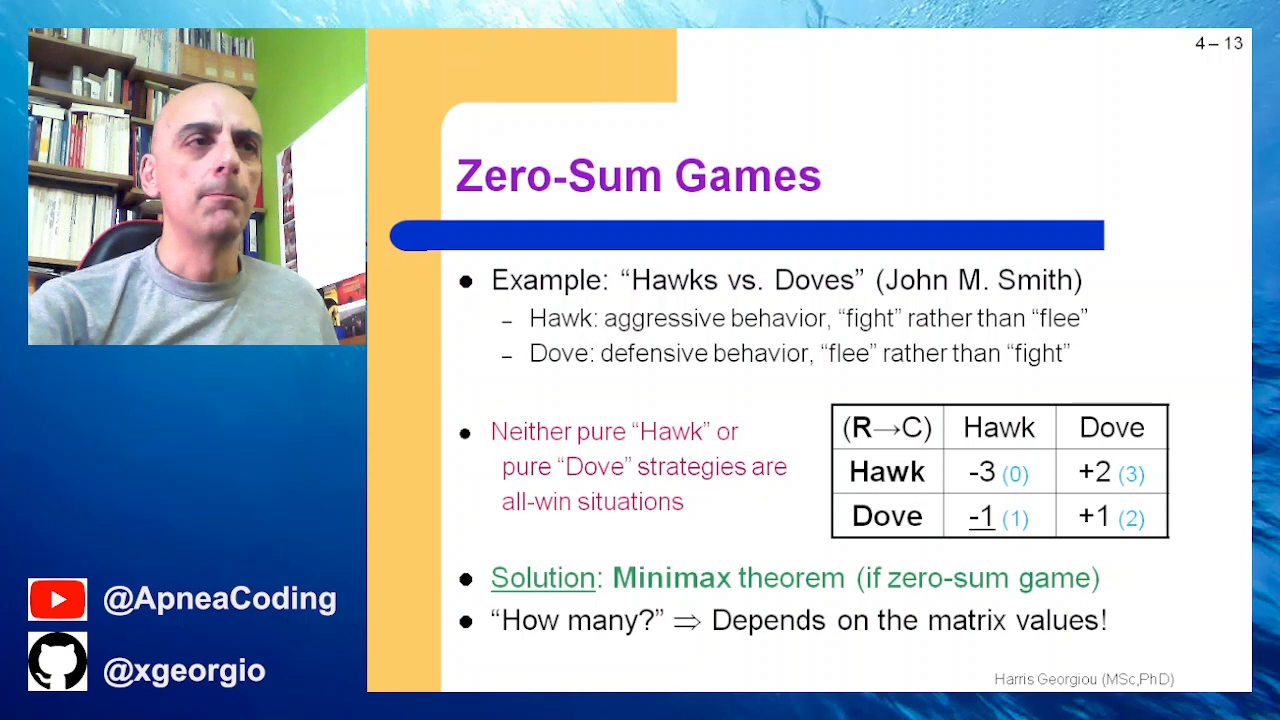 4 – 13
Zero-Sum Games
● Example: “Hawks vs. Doves” (John M. Smith)
– Hawk: aggressive behavior, “fight” rather than “flee”
– Dove: defensive behavior, “flee” rather than “fight”
● Neither pure “Hawk” or
pure “Dove” strategies are
all-win situations
(R→C) Hawk Dove
Hawk -3 (0) +2 (3)
Dove -1 (1) +1 (2)
● Solution: Minimax theorem (if zero-sum game)
● “How many?” ⇒ Depends on the matrix values!
Harris Georgiou (MSc,PhD)
@ApneaCoding
@xgeorgio